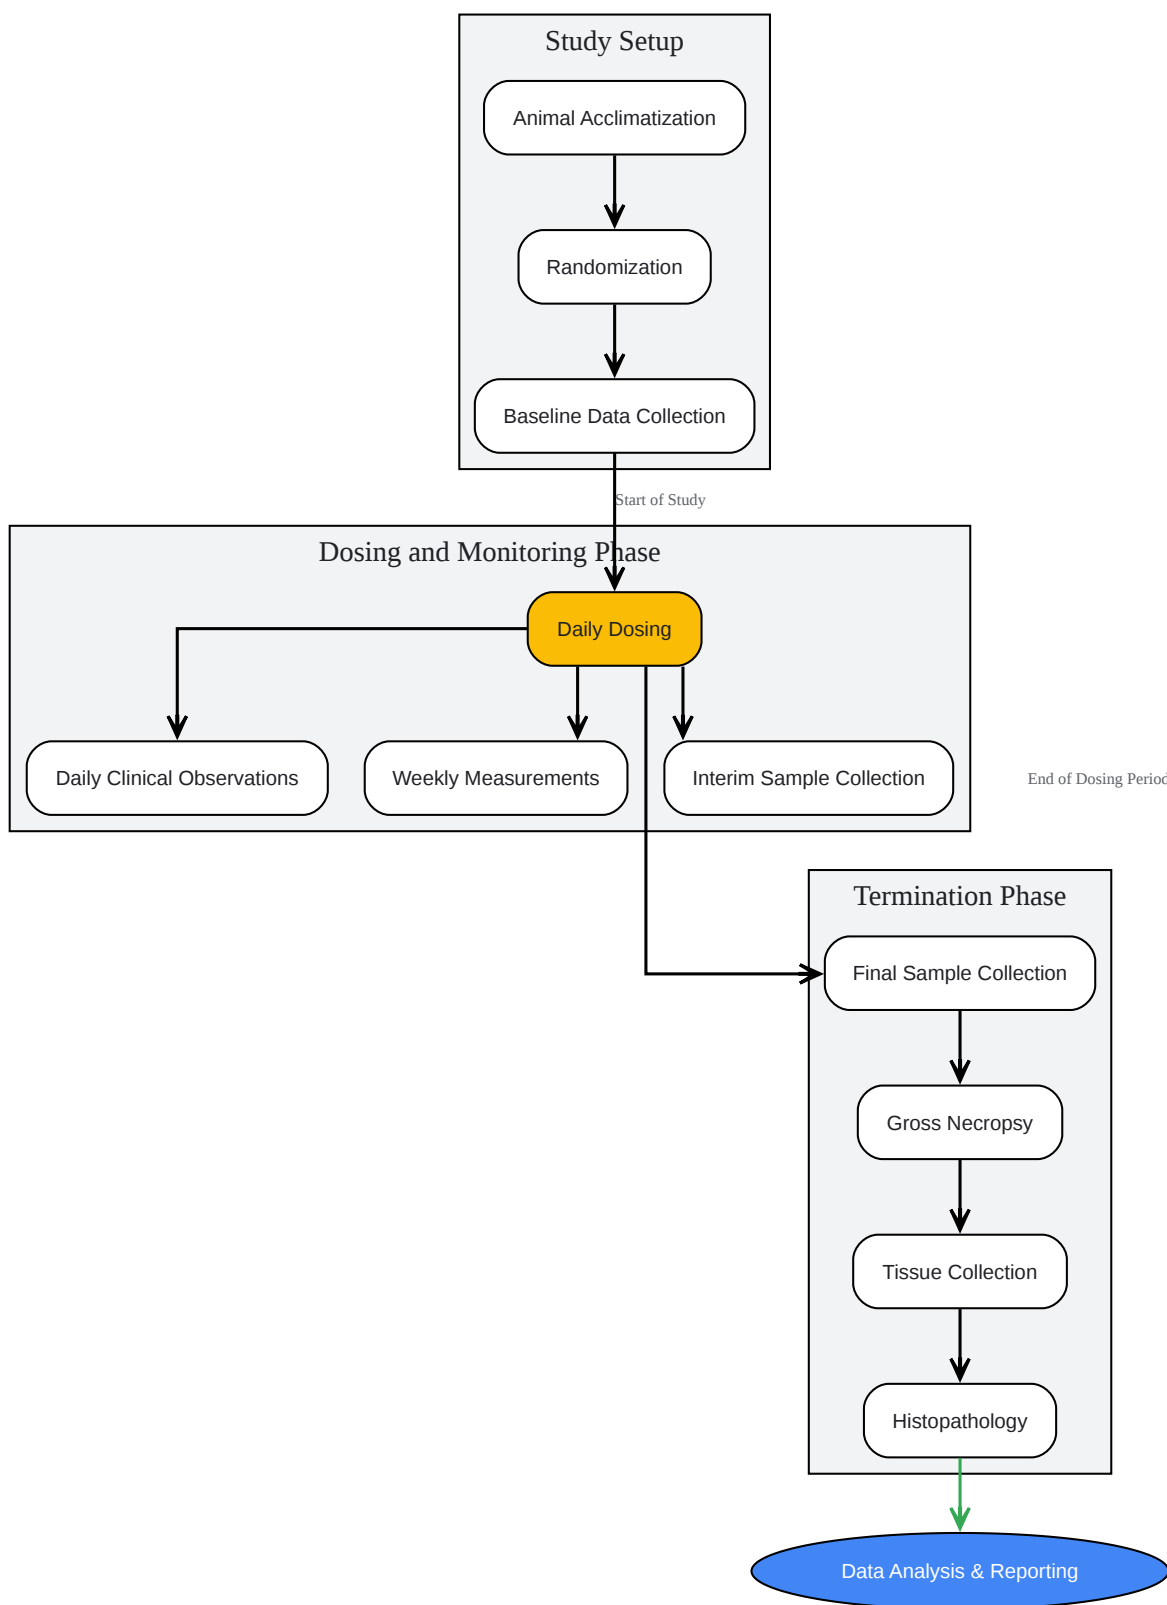 Study Setup
Animal Acclimatization
Randomization
Baseline Data Collection
Start of Study
Dosing and Monitoring Phase
Daily Dosing
Daily Clinical Observations
Weekly Measurements
Interim Sample Collection
End of Dosing Period
Termination Phase
Final Sample Collection
Gross Necropsy
Tissue Collection
Histopathology
Data Analysis & Reporting